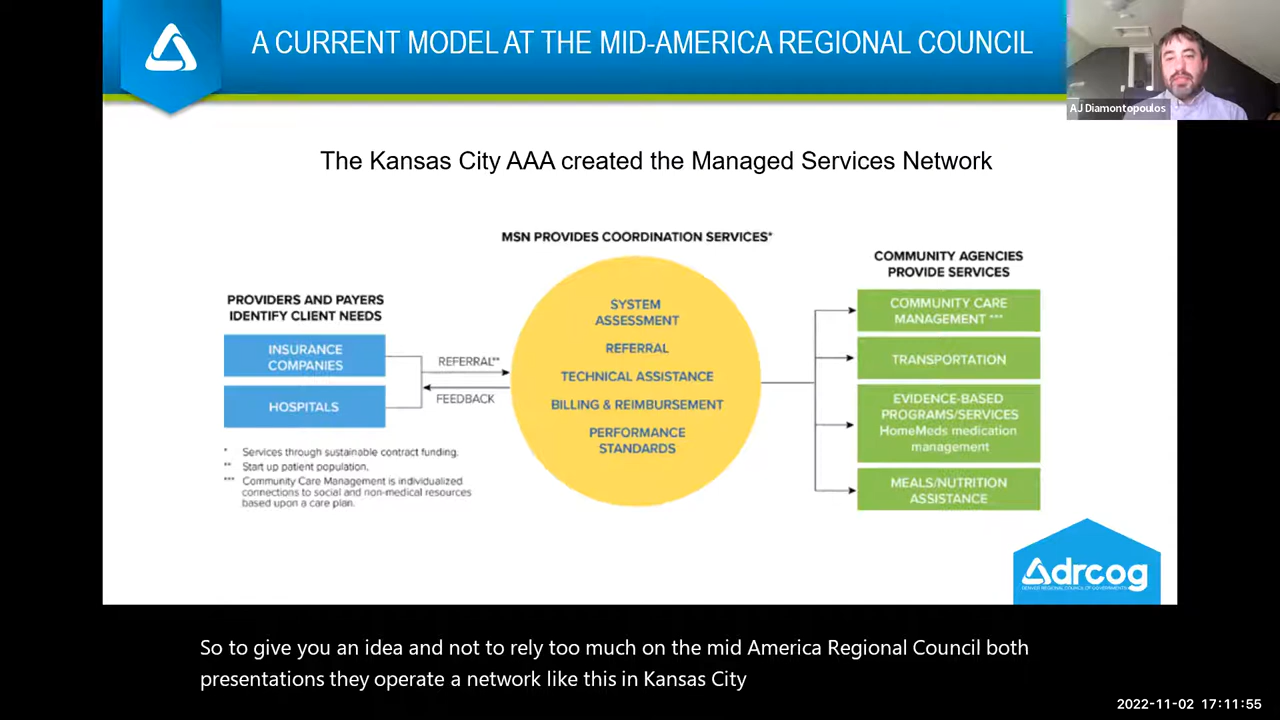 A CURRENT MODEL AT THE MID-AMERICA REGIONAL COUNCIL
AJ Diamontopoulos
The Kansas City AAA created the Managed Services Network
MSN PROVIDES COORDINATION SERVICES*
PROVIDERS AND PAYERS
IDENTIFY CLIENT NEEDS
INSURANCE
COMPANIES
HOSPITALS
REFERRAL**
FEEDBACK
* Services through sustainable contract funding.
** Start up patient population.
*** Community Care Management is individualized
connections to social and non-medical resources
based upon a care plan.
SYSTEM
ASSESSMENT
REFERRAL
TECHNICAL ASSISTANCE
BILLING & REIMBURSEMENT
PERFORMANCE
STANDARDS
COMMUNITY AGENCIES
PROVIDE SERVICES
COMMUNITY CARE
MANAGEMENT ***
TRANSPORTATION
EVIDENCE-BASED
PROGRAMS/SERVICES
HomeMeds medication
management
MEALS/NUTRITION
ASSISTANCE
drcog
DENVER REGIONAL COUNCIL OF GOVERNMENTS
So to give you an idea and not to rely too much on the mid America Regional Council both
presentations they operate a network like this in Kansas City
2022-11-02 17:11:55